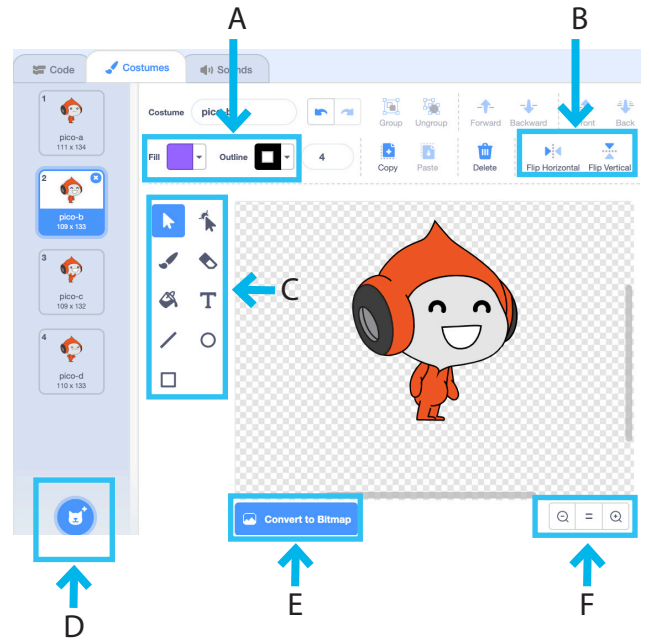 A
B
Code
Costumes
Sounds
1
pico-a
111 x 134
2
pico-b
109 x 133
3
pico-c
109 x 132
4
pico-d
110 x 133
Costume
Group
Ungroup
Forward
Backward
Back
Fill
Outline
4
Copy
Paste
Delete
Flip Horizontal
Flip Vertical
C
T
Convert to Bitmap
D
E
F